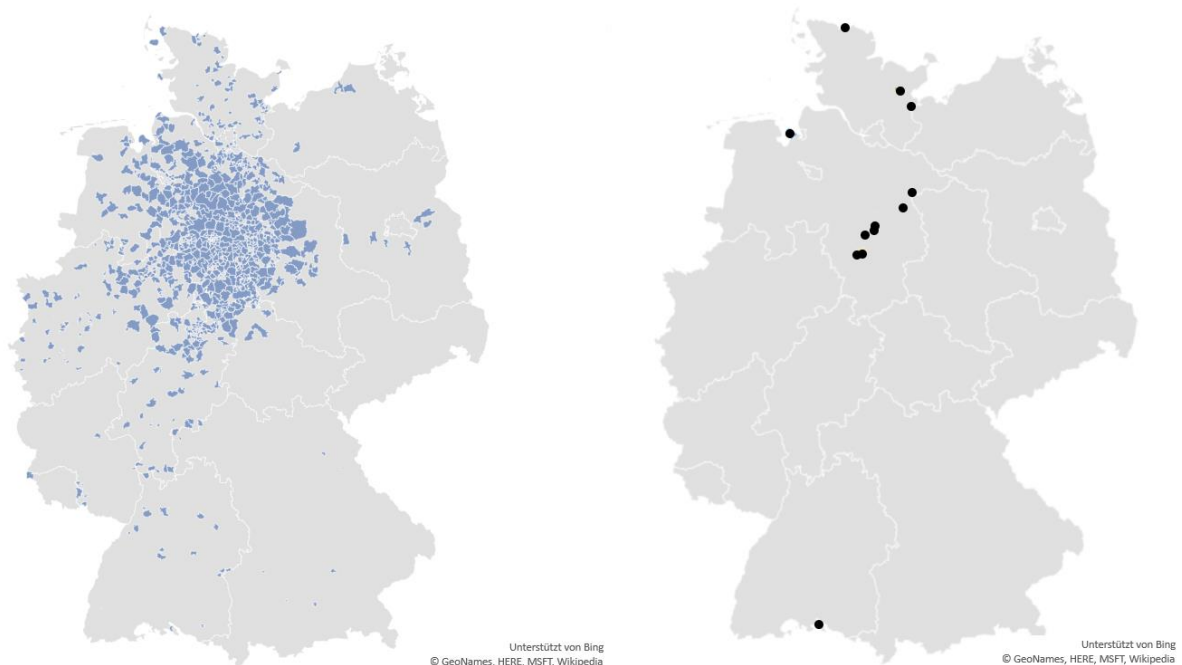 Unterstützt von Bing
© GeoNames, HERE, MSFT, Wikipedia
Unterstützt von Bing
© GeoNames, HERE, MSFT, Wikipedia